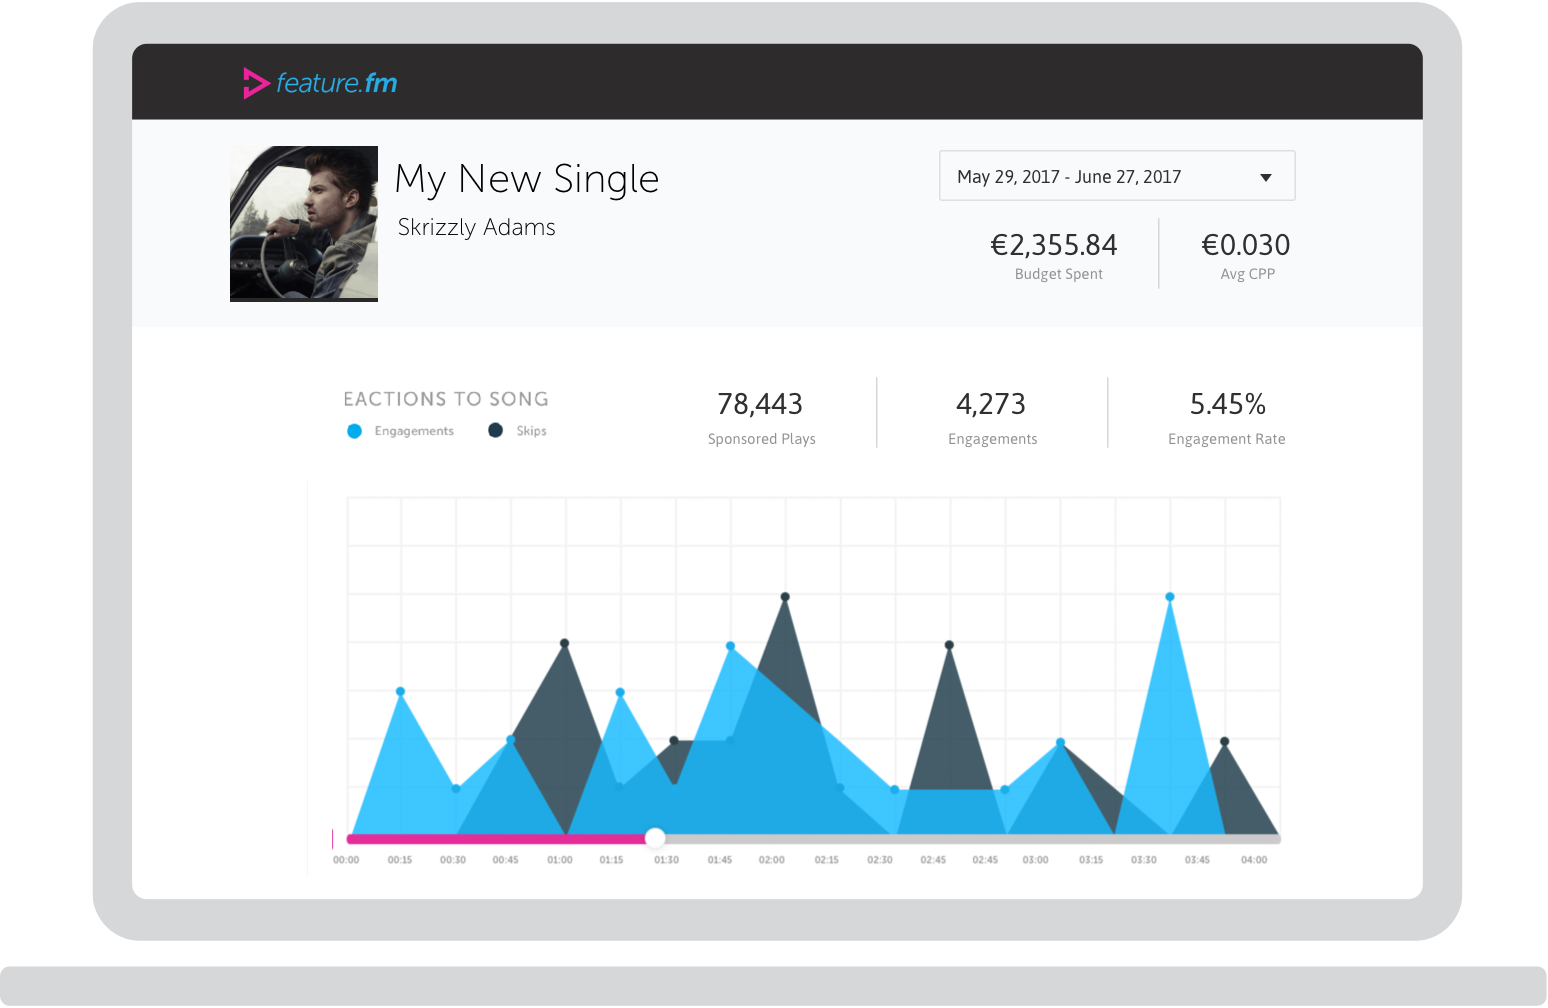 feature.fm
My New Single
Skrizzly Adams
May 29, 2017 - June 27, 2017
€2,355.84
Budget Spent
€0.030
Avg CPP
EACTIONS TO SONG
Engagements
Skips
78,443
Sponsored Plays
4,273
Engagements
5.45%
Engagement Rate
00:00 00:15 00:30 00:45 01:00 01:15 01:30 01:45 02:00 02:15 02:30 02:45 02:45 03:00 03:15 03:30 03:45 04:00